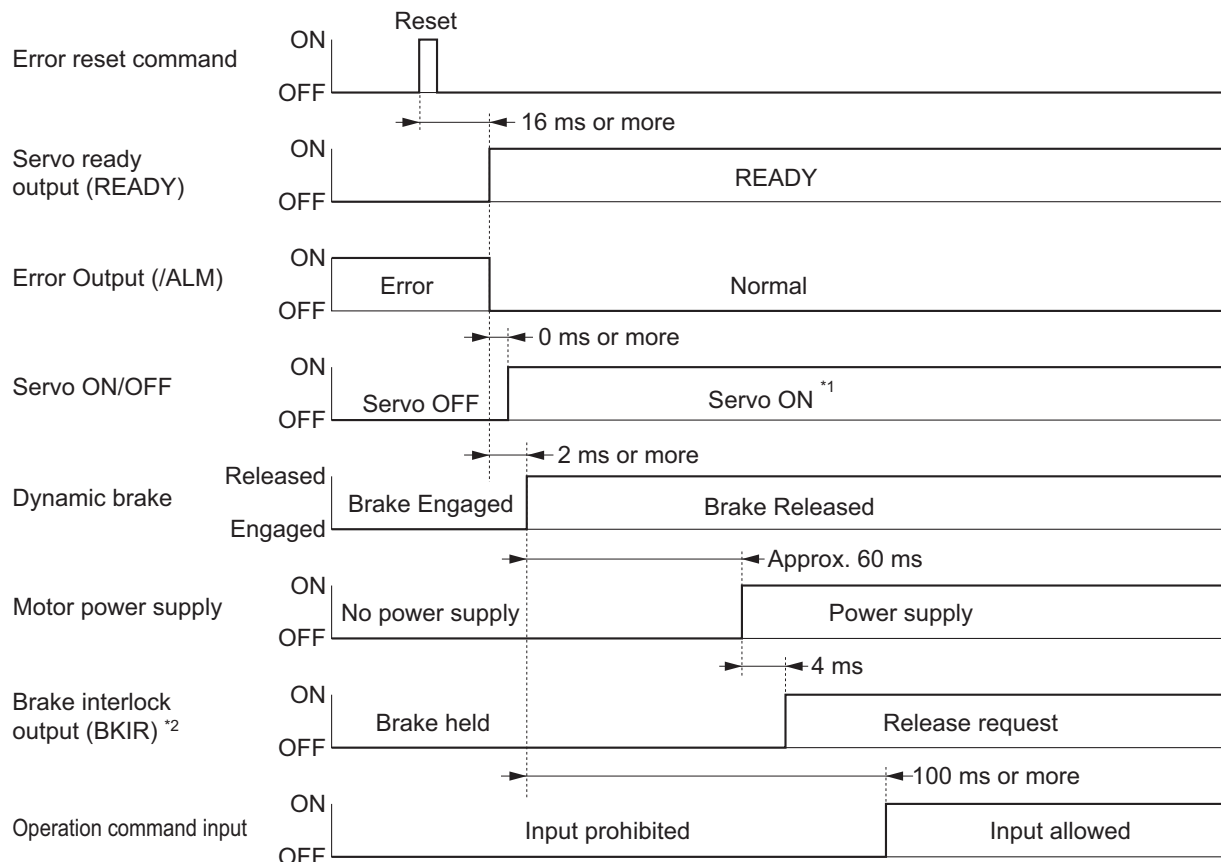 Reset
Error reset command
ON
OFF
16 ms or more
Servo ready
output (READY)
ON
OFF
READY
Error Output (/ALM)
ON
OFF
Error
Normal
0 ms or more
Servo ON/OFF
ON
OFF
Servo OFF
Servo ON *1
2 ms or more
Dynamic brake
Released
Engaged
Brake Engaged
Brake Released
Approx. 60 ms
Motor power supply
ON
OFF
No power supply
Power supply
4 ms
Brake interlock
output (BKIR) *2
ON
OFF
Brake held
Release request
100 ms or more
Operation command input
ON
OFF
Input prohibited
Input allowed